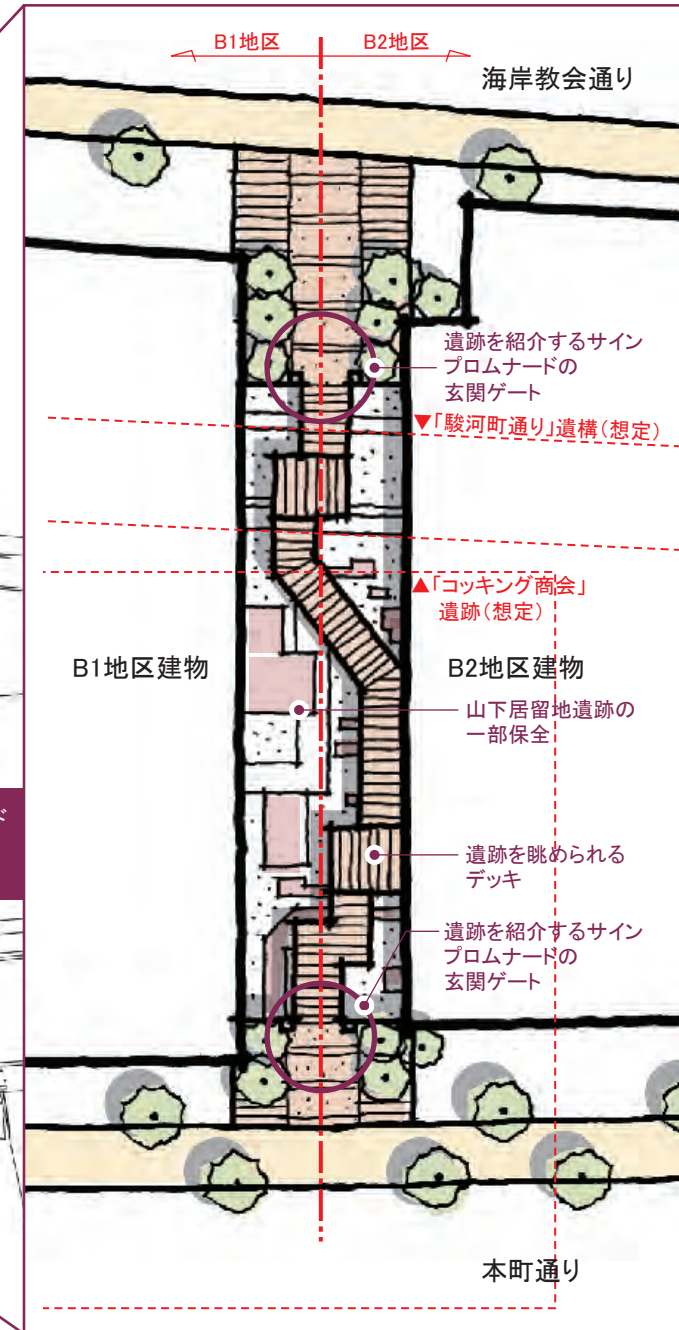 B1地区
B2地区
海岸教会通り
遺跡を紹介するサイン
プロムナードの
玄関ゲート
▼「駿河町通り」遺構(想定)
▲「コッキング商会」
遺跡(想定)
B1地区建物
B2地区建物
山下居留地遺跡の
一部保全
ド
遺跡を眺められる
デッキ
遺跡を紹介するサイン
プロムナードの
玄関ゲート
本町通り